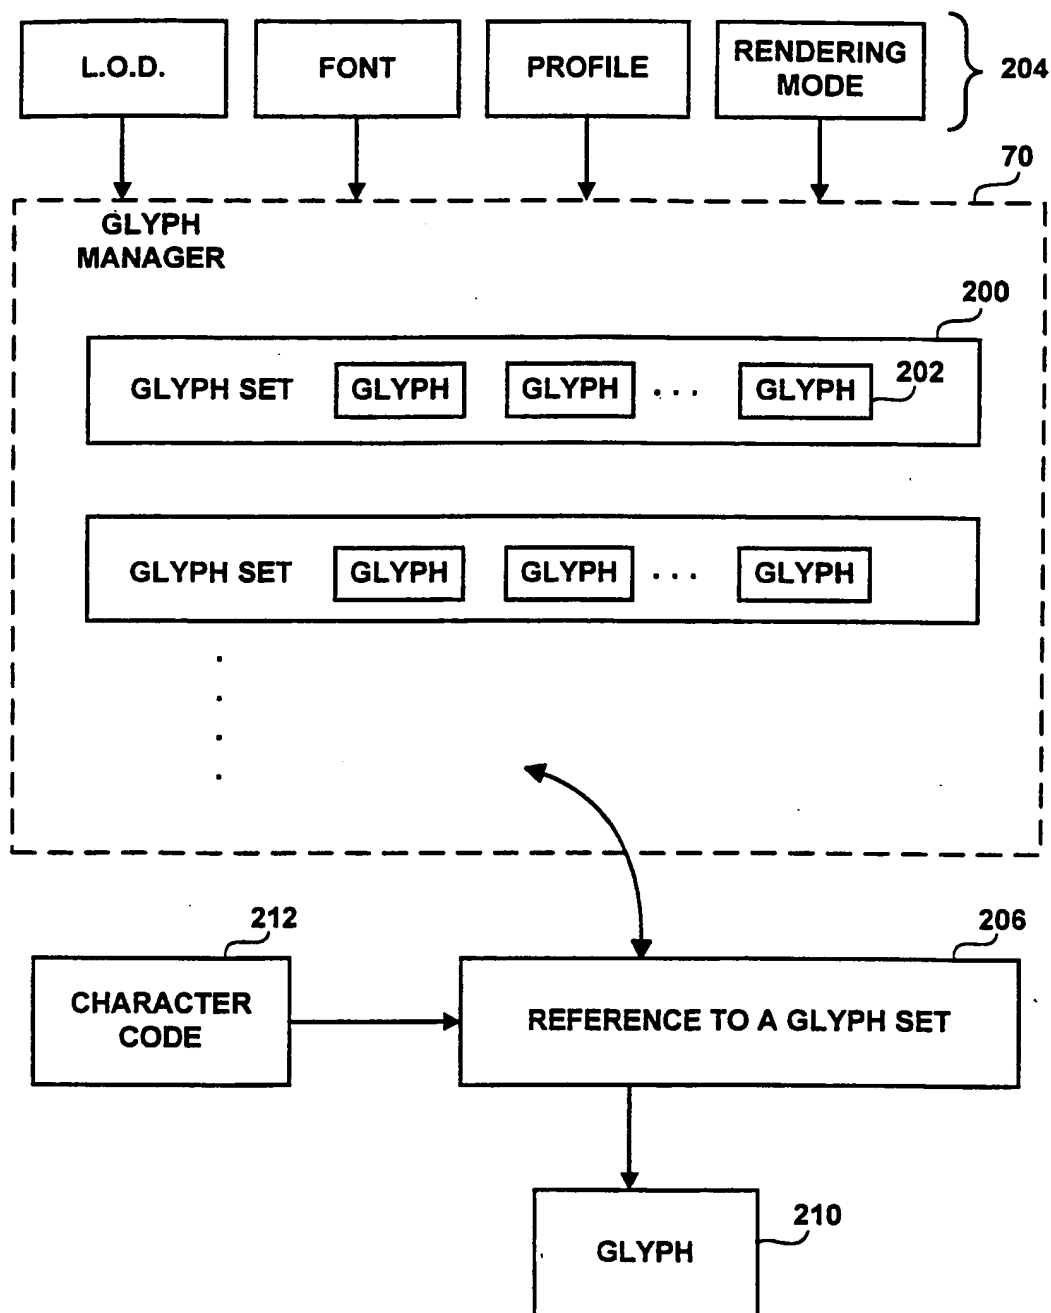 L.O.D.
FONT
PROFILE
RENDERING
MODE
204
70
GLYPH
MANAGER
200
GLYPH SET GLYPH GLYPH . . . GLYPH
202
GLYPH SET GLYPH GLYPH . . . GLYPH
212
206
CHARACTER
CODE
REFERENCE TO A GLYPH SET
210
GLYPH